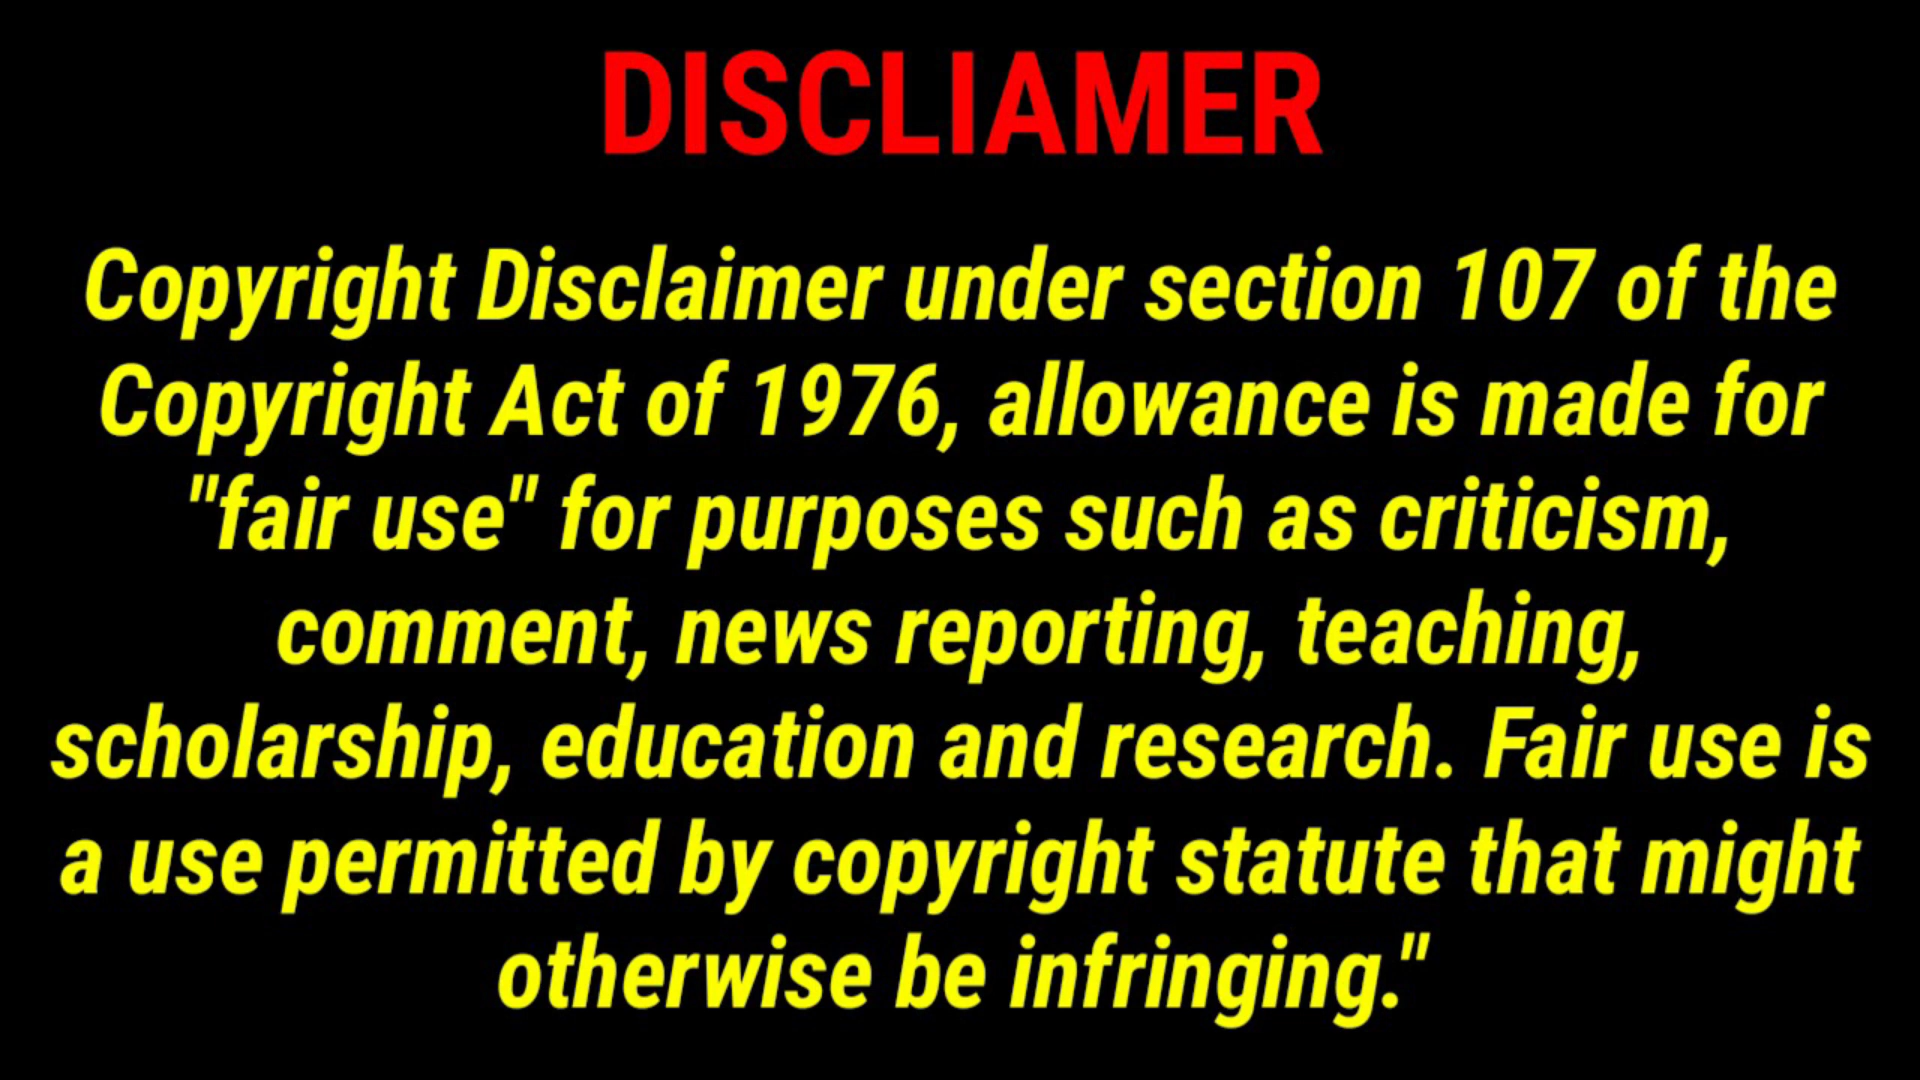 DISCLIAMER
Copyright Disclaimer under section 107 of the
Copyright Act of 1976, allowance is made for
"fair use" for purposes such as criticism,
comment, news reporting, teaching,
scholarship, education and research. Fair use is
a use permitted by copyright statute that might
otherwise be infringing."